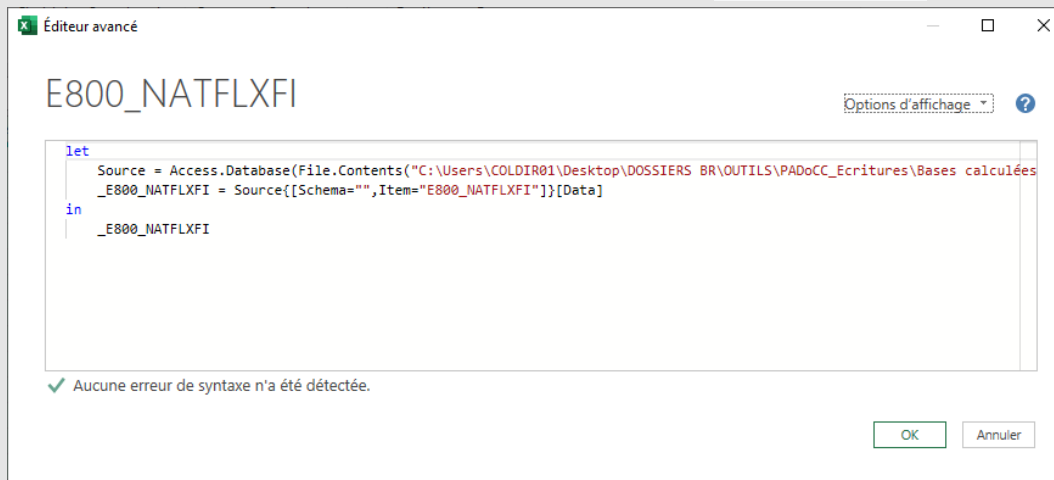 Éditeur avancé
E800_NATFLXFI
Options d'affichage
let
Source = Access.Database(File.Contents("C:\Users\COLDIR01\Desktop\DOSSIERS BR\OUTILS\PADoCC_Ecritures\Bases calculées
_E800_NATFLXFI = Source{[Schema="",Item="E800_NATFLXFI"]}[Data]
in
_E800_NATFLXFI
Aucune erreur de syntaxe n'a été détectée.
OK Annuler